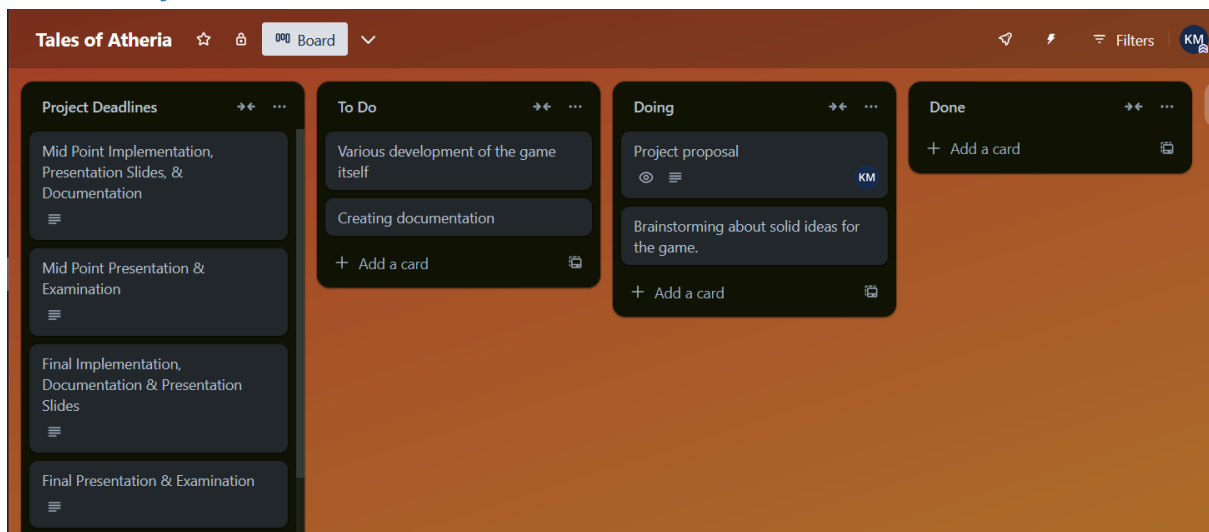 Tales of Atheria
Board
Filters
KM
Project Deadlines
Mid Point Implementation,
Presentation Slides, &
Documentation
Mid Point Presentation &
Examination
Final Implementation,
Documentation & Presentation
Slides
Final Presentation & Examination
To Do
Various development of the game
itself
Creating documentation
+ Add a card
Doing
Project proposal
KM
Brainstorming about solid ideas for
the game.
+ Add a card
Done
+ Add a card